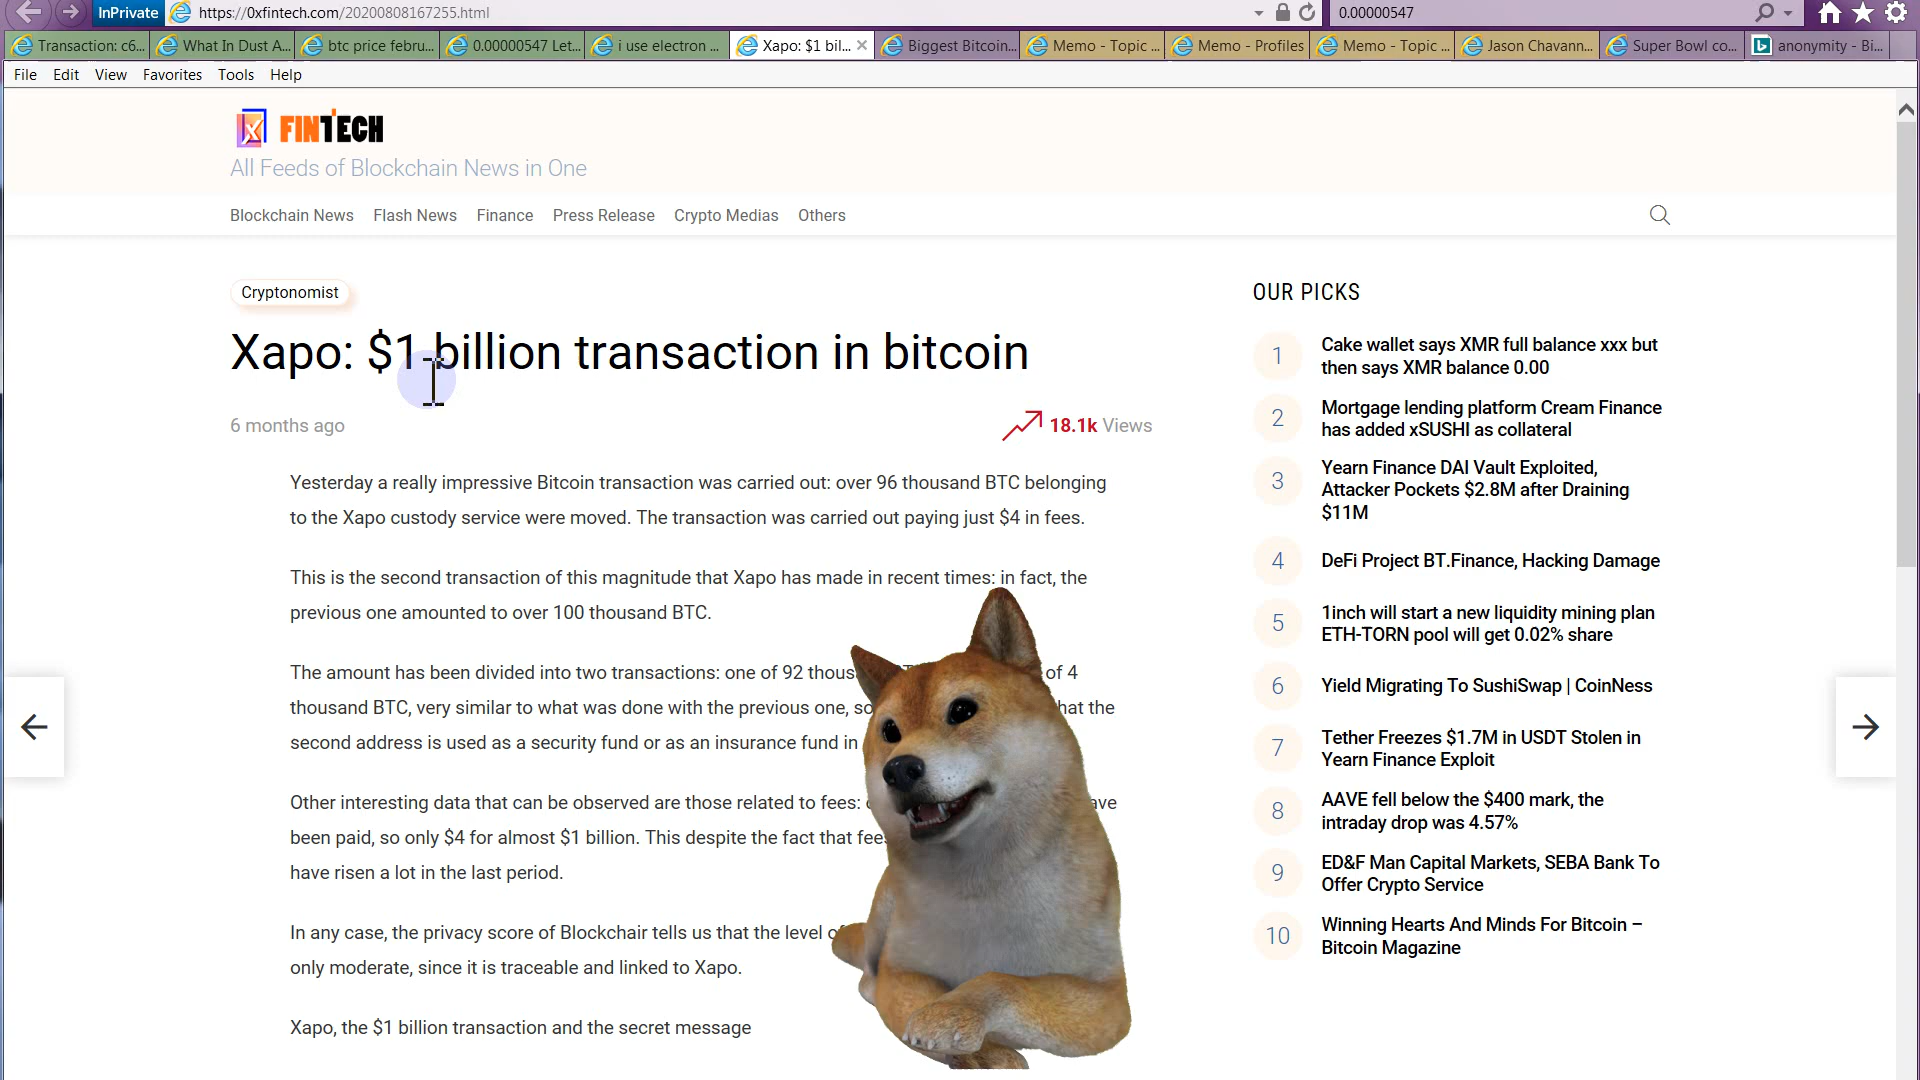 InPrivate
https://0xfintech.com/20200808167255.html
0.00000547
Transaction: c6...
What In Dust A...
btc price febru...
0.00000547 Let...
i use electron ...
Xapo: $1 bil...
Biggest Bitcoin...
Memo - Topic ...
Memo - Profiles
Memo - Topic ...
Jason Chavann...
Super Bowl co...
anonymity - Bi...
File Edit View Favorites Tools Help
X FINTECH
All Feeds of Blockchain News in One
Blockchain News Flash News Finance Press Release Crypto Medias Others
Cryptonomist
Xapo: $1 billion transaction in bitcoin
6 months ago
18.1k Views
Yesterday a really impressive Bitcoin transaction was carried out: over 96 thousand BTC belonging
to the Xapo custody service were moved. The transaction was carried out paying just $4 in fees.
This is the second transaction of this magnitude that Xapo has made in recent times: in fact, the
previous one amounted to over 100 thousand BTC.
The amount has been divided into two transactions: one of 92 of 4
thousand BTC, very similar to what was done with the previous one, so hat the
second address is used as a security fund or as an insurance fund in
Other interesting data that can be observed are those related to fees: ave
been paid, so only $4 for almost $1 billion. This despite the fact that fees
have risen a lot in the last period.
In any case, the privacy score of Blockchair tells us that the level
only moderate, since it is traceable and linked to Xapo.
Xapo, the $1 billion transaction and the secret message
OUR PICKS
1
Cake wallet says XMR full balance xxx but
then says XMR balance 0.00
2
Mortgage lending platform Cream Finance
has added xSUSHI as collateral
3
Yearn Finance DAI Vault Exploited,
Attacker Pockets $2.8M after Draining
$11M
4
DeFi Project BT.Finance, Hacking Damage
5
1inch will start a new liquidity mining plan
ETH-TORN pool will get 0.02% share
6
Yield Migrating To SushiSwap | CoinNess
7
Tether Freezes $1.7M in USDT Stolen in
Yearn Finance Exploit
8
AAVE fell below the $400 mark, the
intraday drop was 4.57%
9
ED&F Man Capital Markets, SEBA Bank To
Offer Crypto Service
10
Winning Hearts And Minds For Bitcoin –
Bitcoin Magazine